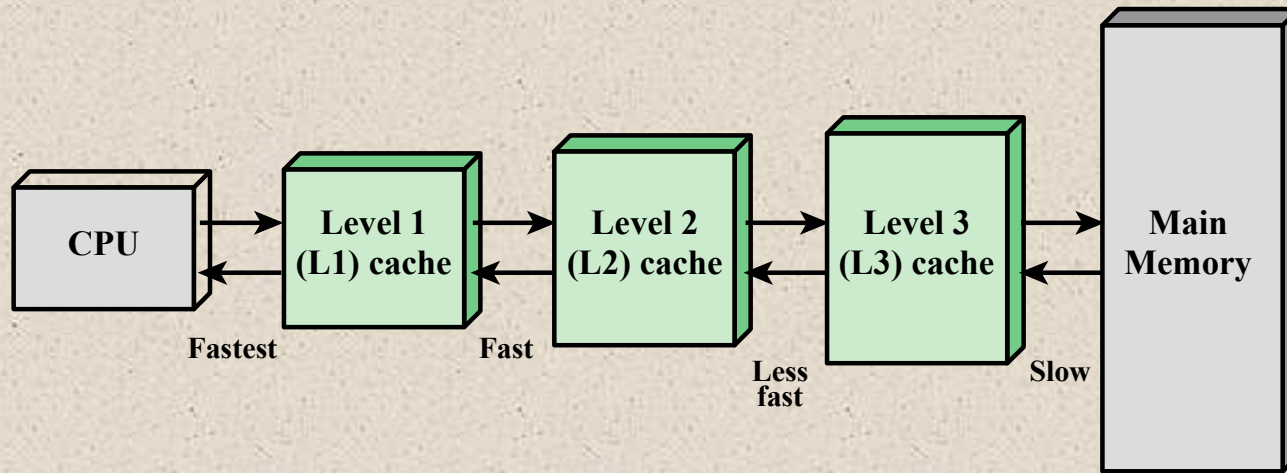 CPU
Level 1
(L1) cache
Level 2
(L2) cache
Level 3
(L3) cache
Main
Memory
Fastest
Fast
Less
fast
Slow